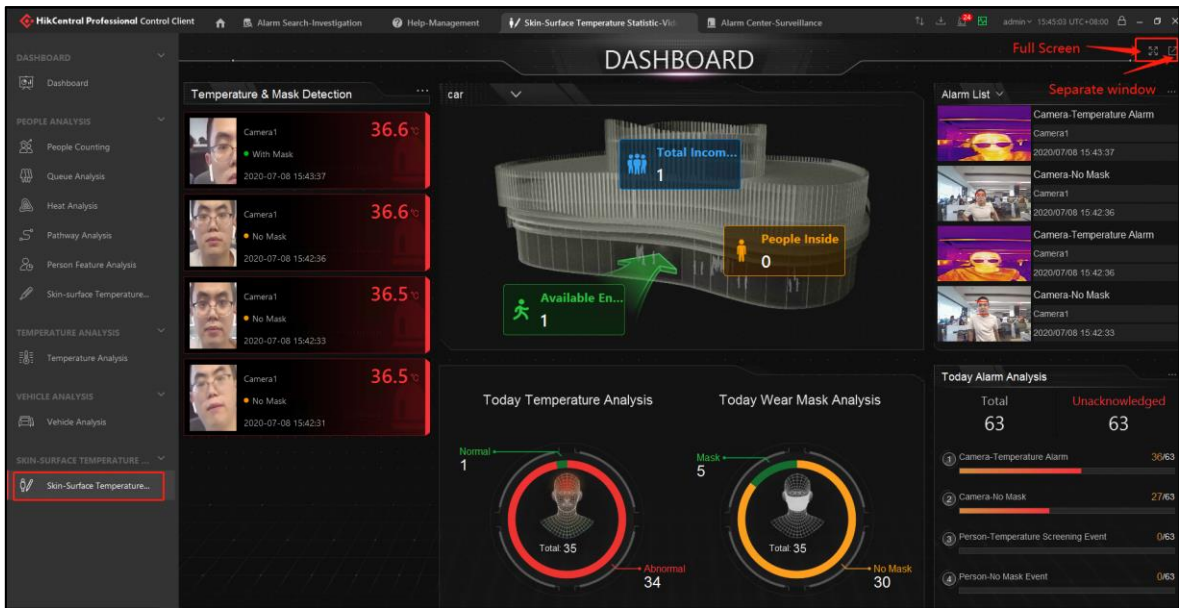 HikCentral Professional Control Client
Alarm Search-Investigation
Help-Management
Skin-Surface Temperature Statistic-Vid
Alarm Center-Surveillance
24
admin
15:45:03 UTC+08:00
Full Screen
Separate window
DASHBOARD
DASHBOARD
Dashboard
PEOPLE ANALYSIS
People Counting
Queue Analysis
Heat Analysis
Pathway Analysis
Person Feature Analysis
Skin-surface Temperature...
TEMPERATURE ANALYSIS
Temperature Analysis
VEHICLE ANALYSIS
Vehicle Analysis
SKIN-SURFACE TEMPERATURE ...
Skin-Surface Temperature...
Temperature & Mask Detection
...
Camera1
36.6℃
With Mask
2020-07-08 15:43:37
Camera1
36.6℃
No Mask
2020-07-08 15:42:36
Camera1
36.5℃
No Mask
2020-07-08 15:42:33
Camera1
36.5℃
No Mask
2020-07-08 15:42:31
car
Total Incom...
1
People Inside
0
Available En...
1
Today Temperature Analysis
Normal
1
Total: 35
Abnormal
34
Today Wear Mask Analysis
Mask
5
Total: 35
No Mask
30
Alarm List
...
Camera-Temperature Alarm
Camera1
2020/07/08 15:43:37
Camera-No Mask
Camera1
2020/07/08 15:42:36
Camera-Temperature Alarm
Camera1
2020/07/08 15:42:36
Camera-No Mask
Camera1
2020/07/08 15:42:33
Today Alarm Analysis
...
Total
Unacknowledged
63
63
1 Camera-Temperature Alarm 36/63
2 Camera-No Mask 27/63
3 Person-Temperature Screening Event 0/63
4 Person-No Mask Event 0/63